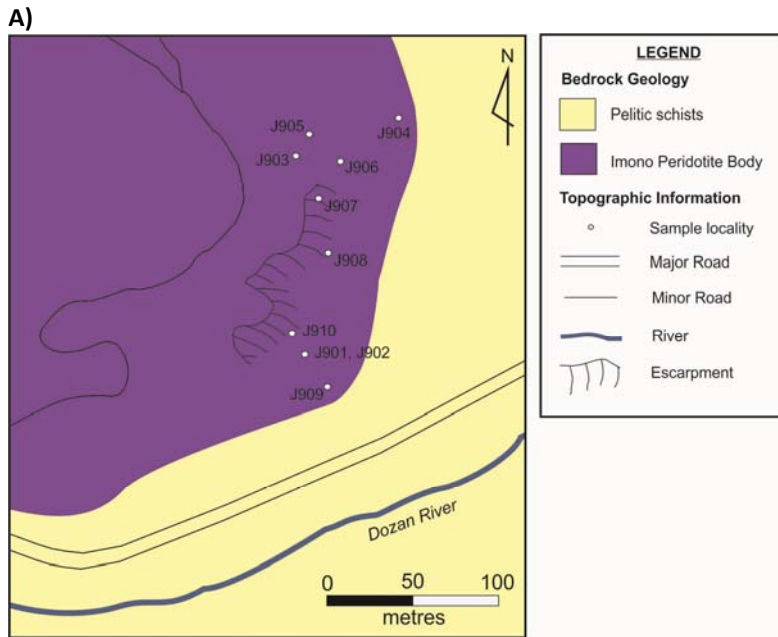 A)
N
J905
J904
J903
J906
J907
J908
J910
J901, J902
J909
Dozan River
0 50 100
metres
LEGEND
Bedrock Geology
Pelitic schists
Imono Peridotite Body
Topographic Information
Sample locality
Major Road
Minor Road
River
Escarpment